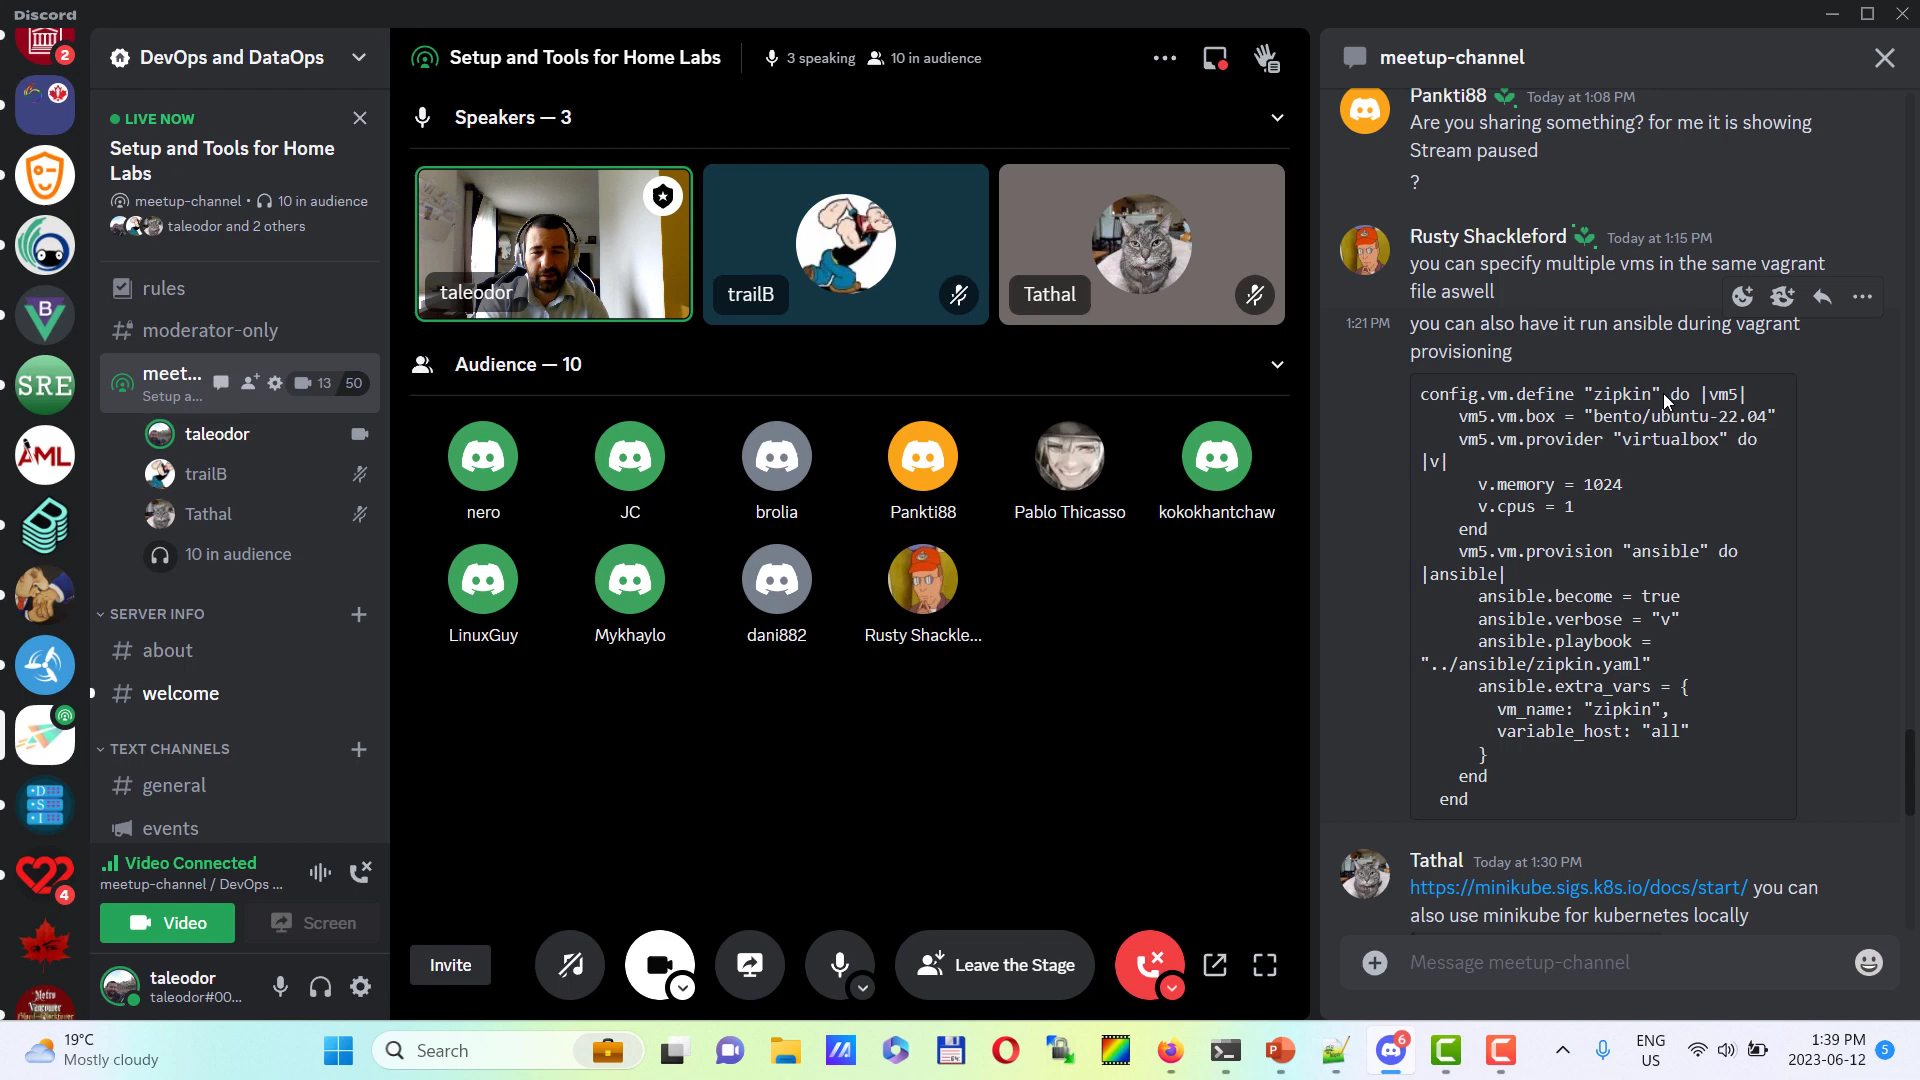 Discord
2
SRE
AML
4
Metro
Vancouver
DevOps and DataOps
LIVE NOW
Setup and Tools for Home
Labs
meetup-channel • 10 in audience
taleodor and 2 others
rules
moderator-only
meet...
13 50
Setup a...
taleodor
trailB
Tathal
10 in audience
SERVER INFO
about
welcome
TEXT CHANNELS
general
events
Video Connected
meetup-channel / DevOps ...
Video
Screen
taleodor
taleodor#00...
Setup and Tools for Home Labs
3 speaking
10 in audience
Speakers — 3
taleodor
trailB
Tathal
Audience — 10
nero
JC
brolia
Pankti88
Pablo Thicasso
kokokhantchaw
LinuxGuy
Mykhaylo
dani882
Rusty Shackle...
Invite
Leave the Stage
meetup-channel
Pankti88 Today at 1:08 PM
Are you sharing something? for me it is showing
Stream paused
?
Rusty Shackleford Today at 1:15 PM
you can specify multiple vms in the same vagrant
file aswell
1:21 PM you can also have it run ansible during vagrant
provisioning
config.vm.define "zipkin" do |vm5|
vm5.vm.box = "bento/ubuntu-22.04"
vm5.vm.provider "virtualbox" do
|v|
v.memory = 1024
v.cpus = 1
end
vm5.vm.provision "ansible" do
|ansible|
ansible.become = true
ansible.verbose = "v"
ansible.playbook =
"../ansible/zipkin.yaml"
ansible.extra_vars = {
vm_name: "zipkin",
variable_host: "all"
}
end
end
Tathal Today at 1:30 PM
https://minikube.sigs.k8s.io/docs/start/ you can
also use minikube for kubernetes locally
Message meetup-channel
19°C
Mostly cloudy
Search
64
6
ENG
US
1:39 PM
2023-06-12
5